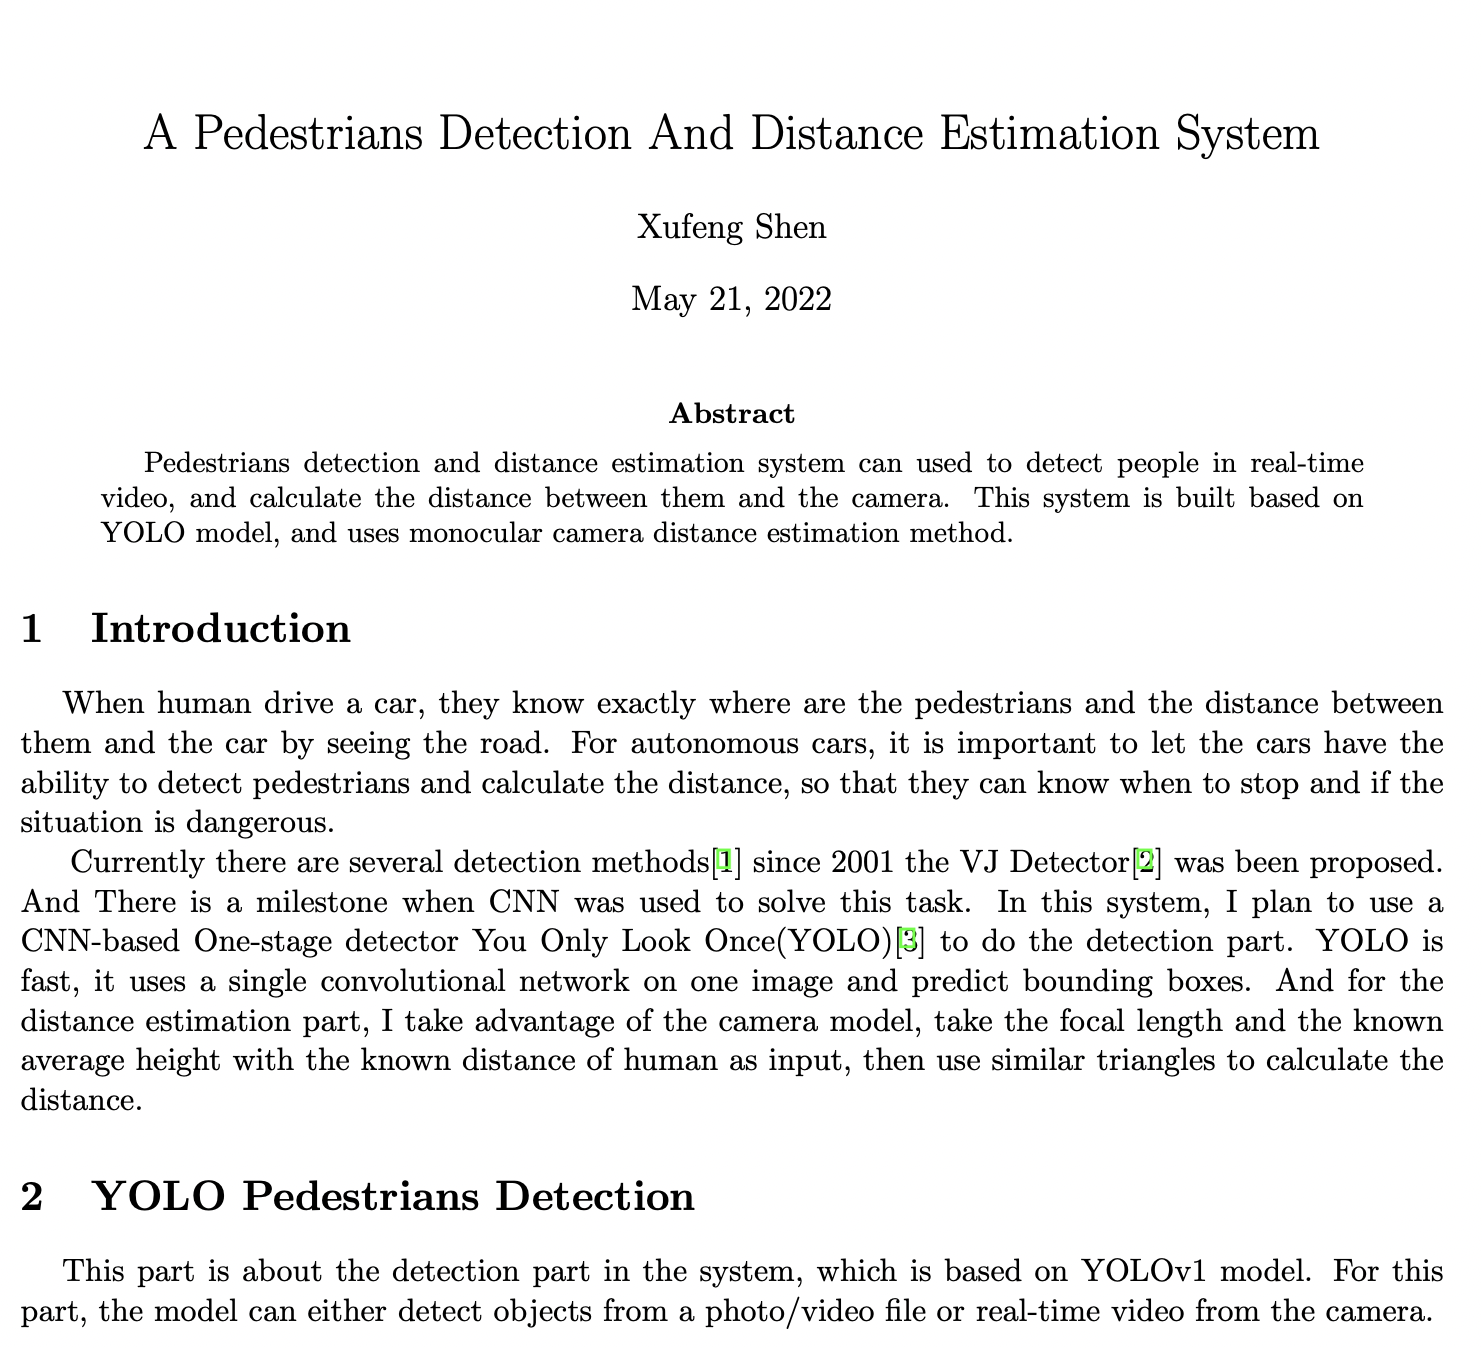 A Pedestrians Detection And Distance Estimation System
Xufeng Shen
May 21, 2022
Abstract
Pedestrians detection and distance estimation system can used to detect people in real-time
video, and calculate the distance between them and the camera. This system is built based on
YOLO model, and uses monocular camera distance estimation method.
1 Introduction
When human drive a car, they know exactly where are the pedestrians and the distance between
them and the car by seeing the road. For autonomous cars, it is important to let the cars have the
ability to detect pedestrians and calculate the distance, so that they can know when to stop and if the
situation is dangerous.
Currently there are several detection methods[1] since 2001 the VJ Detector[2] was been proposed.
And There is a milestone when CNN was used to solve this task. In this system, I plan to use a
CNN-based One-stage detector You Only Look Once(YOLO)[3] to do the detection part. YOLO is
fast, it uses a single convolutional network on one image and predict bounding boxes. And for the
distance estimation part, I take advantage of the camera model, take the focal length and the known
average height with the known distance of human as input, then use similar triangles to calculate the
distance.
2 YOLO Pedestrians Detection
This part is about the detection part in the system, which is based on YOLOv1 model. For this
part, the model can either detect objects from a photo/video file or real-time video from the camera.